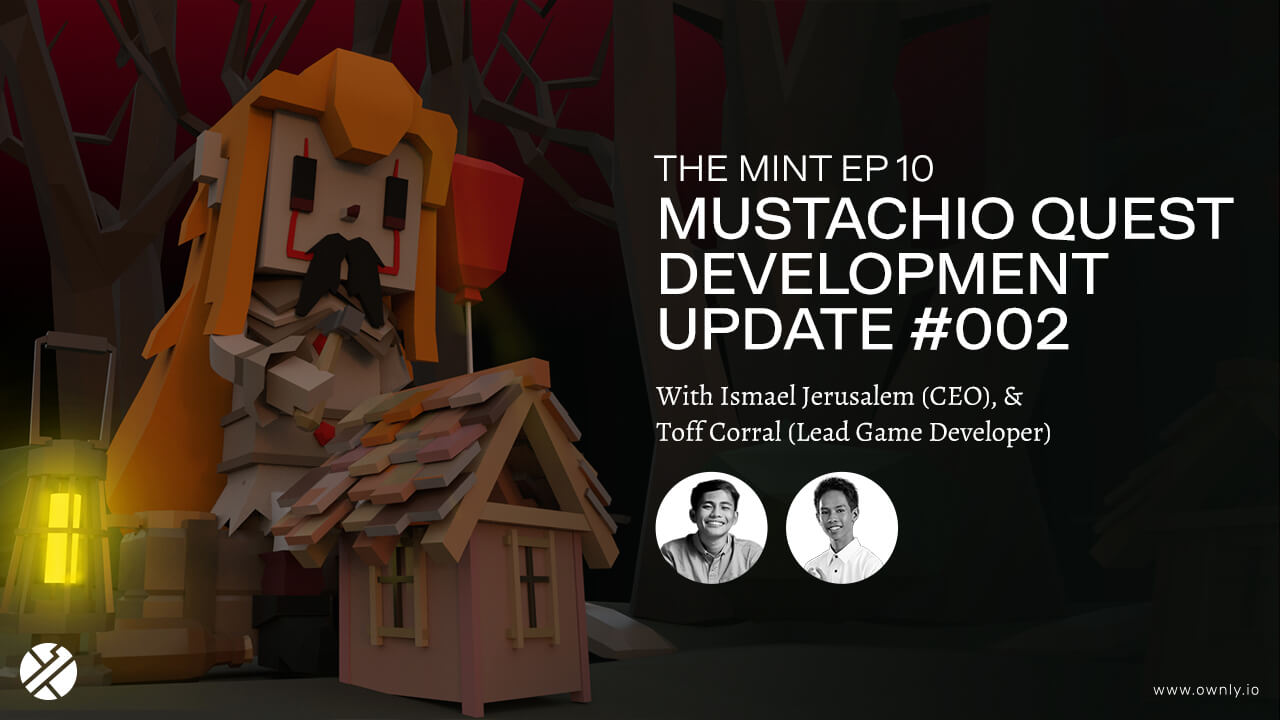 THE MINT EP 10
MUSTACHIO QUEST
DEVELOPMENT
UPDATE #002
With Ismael Jerusalem (CEO), &
Toff Corral (Lead Game Developer)
www.ownly.io